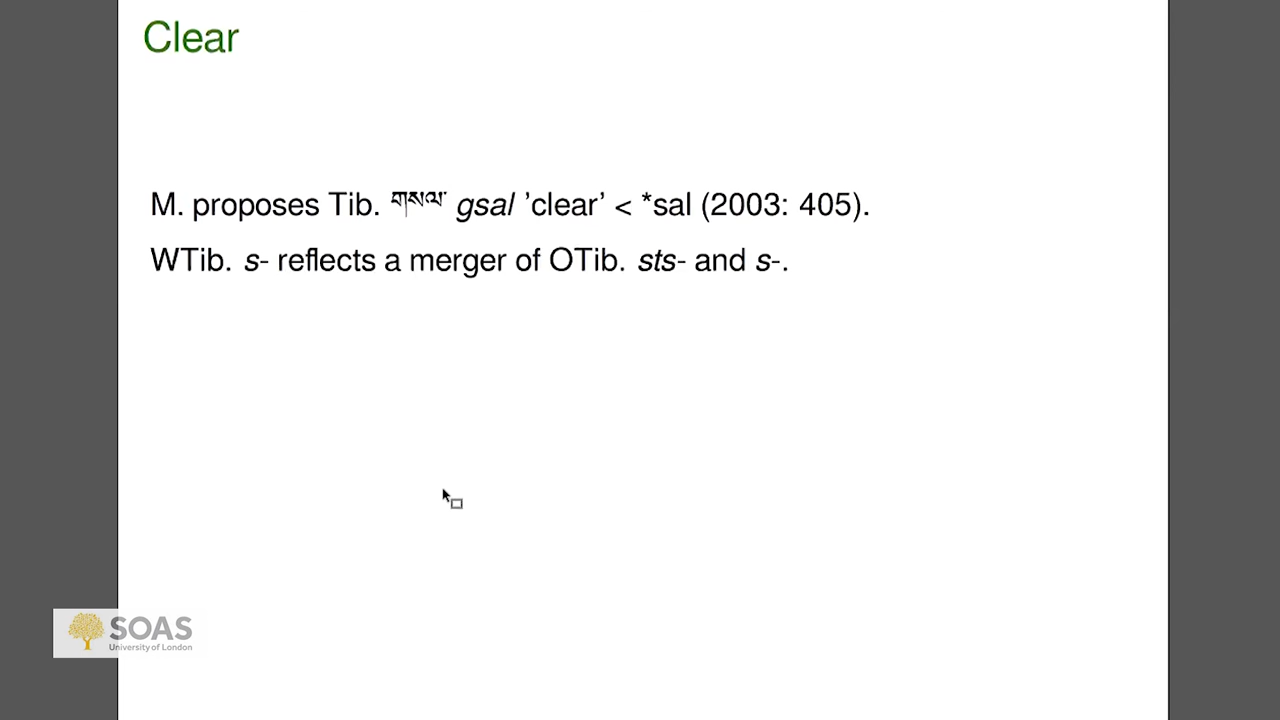 Clear
M. proposes Tib. གསལ་ gsal ’clear’ < *sal (2003: 405).
WTib. s- reflects a merger of OTib. sts- and s-.
SOAS
University of London